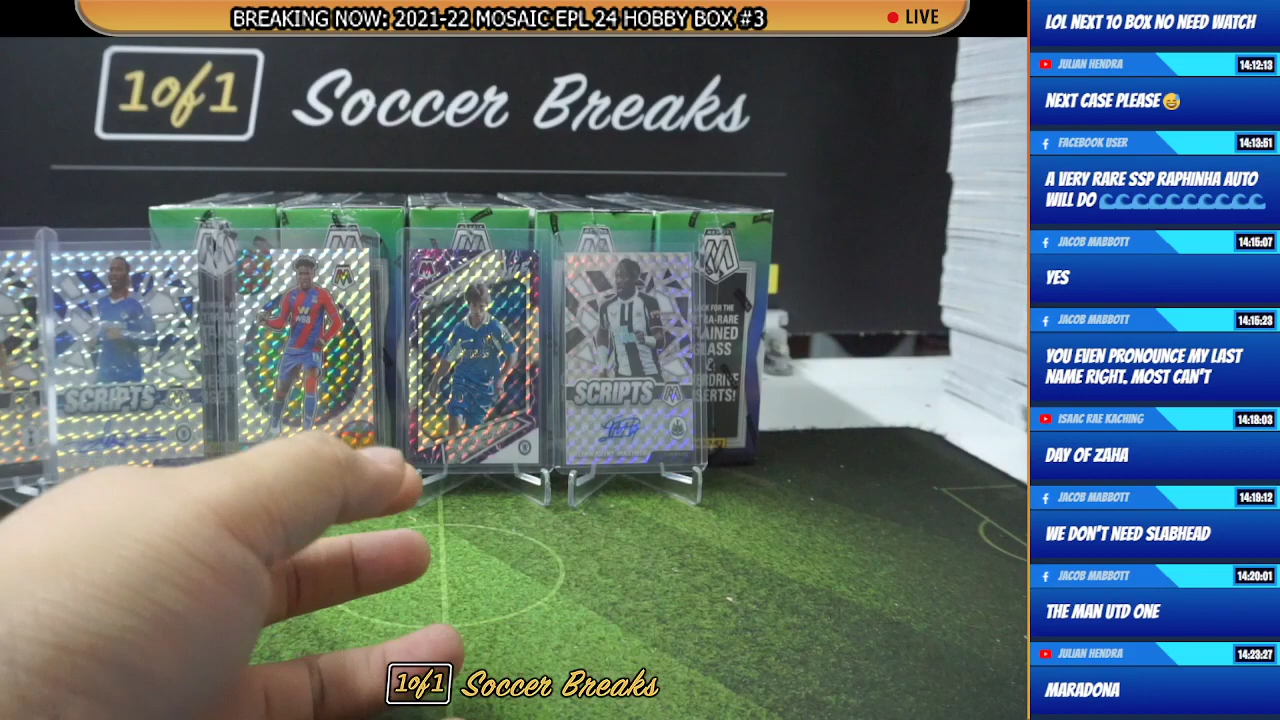 BREAKING NOW: 2021-22 MOSAIC EPL 24 HOBBY BOX #3
LIVE
1of1 Soccer Breaks
SCRIPTS
SCRIPTS
1of1 Soccer Breaks
LOL NEXT 10 BOX NO NEED WATCH
JULIAN HENDRA 14:12:13
NEXT CASE PLEASE😅
FACEBOOK USER 14:13:51
A VERY RARE SSP RAPHINHA AUTO
WILL DO 🌊🌊🌊🌊🌊🌊🌊🌊🌊🌊
JACOB MABBOTT 14:15:07
YES
JACOB MABBOTT 14:15:23
YOU EVEN PRONOUNCE MY LAST
NAME RIGHT. MOST CAN'T
ISAAC RAE KACHING 14:18:03
DAY OF ZAHA
JACOB MABBOTT 14:19:12
WE DON'T NEED SLABHEAD
JACOB MABBOTT 14:20:01
THE MAN UTD ONE
JULIAN HENDRA 14:23:27
MARADONA